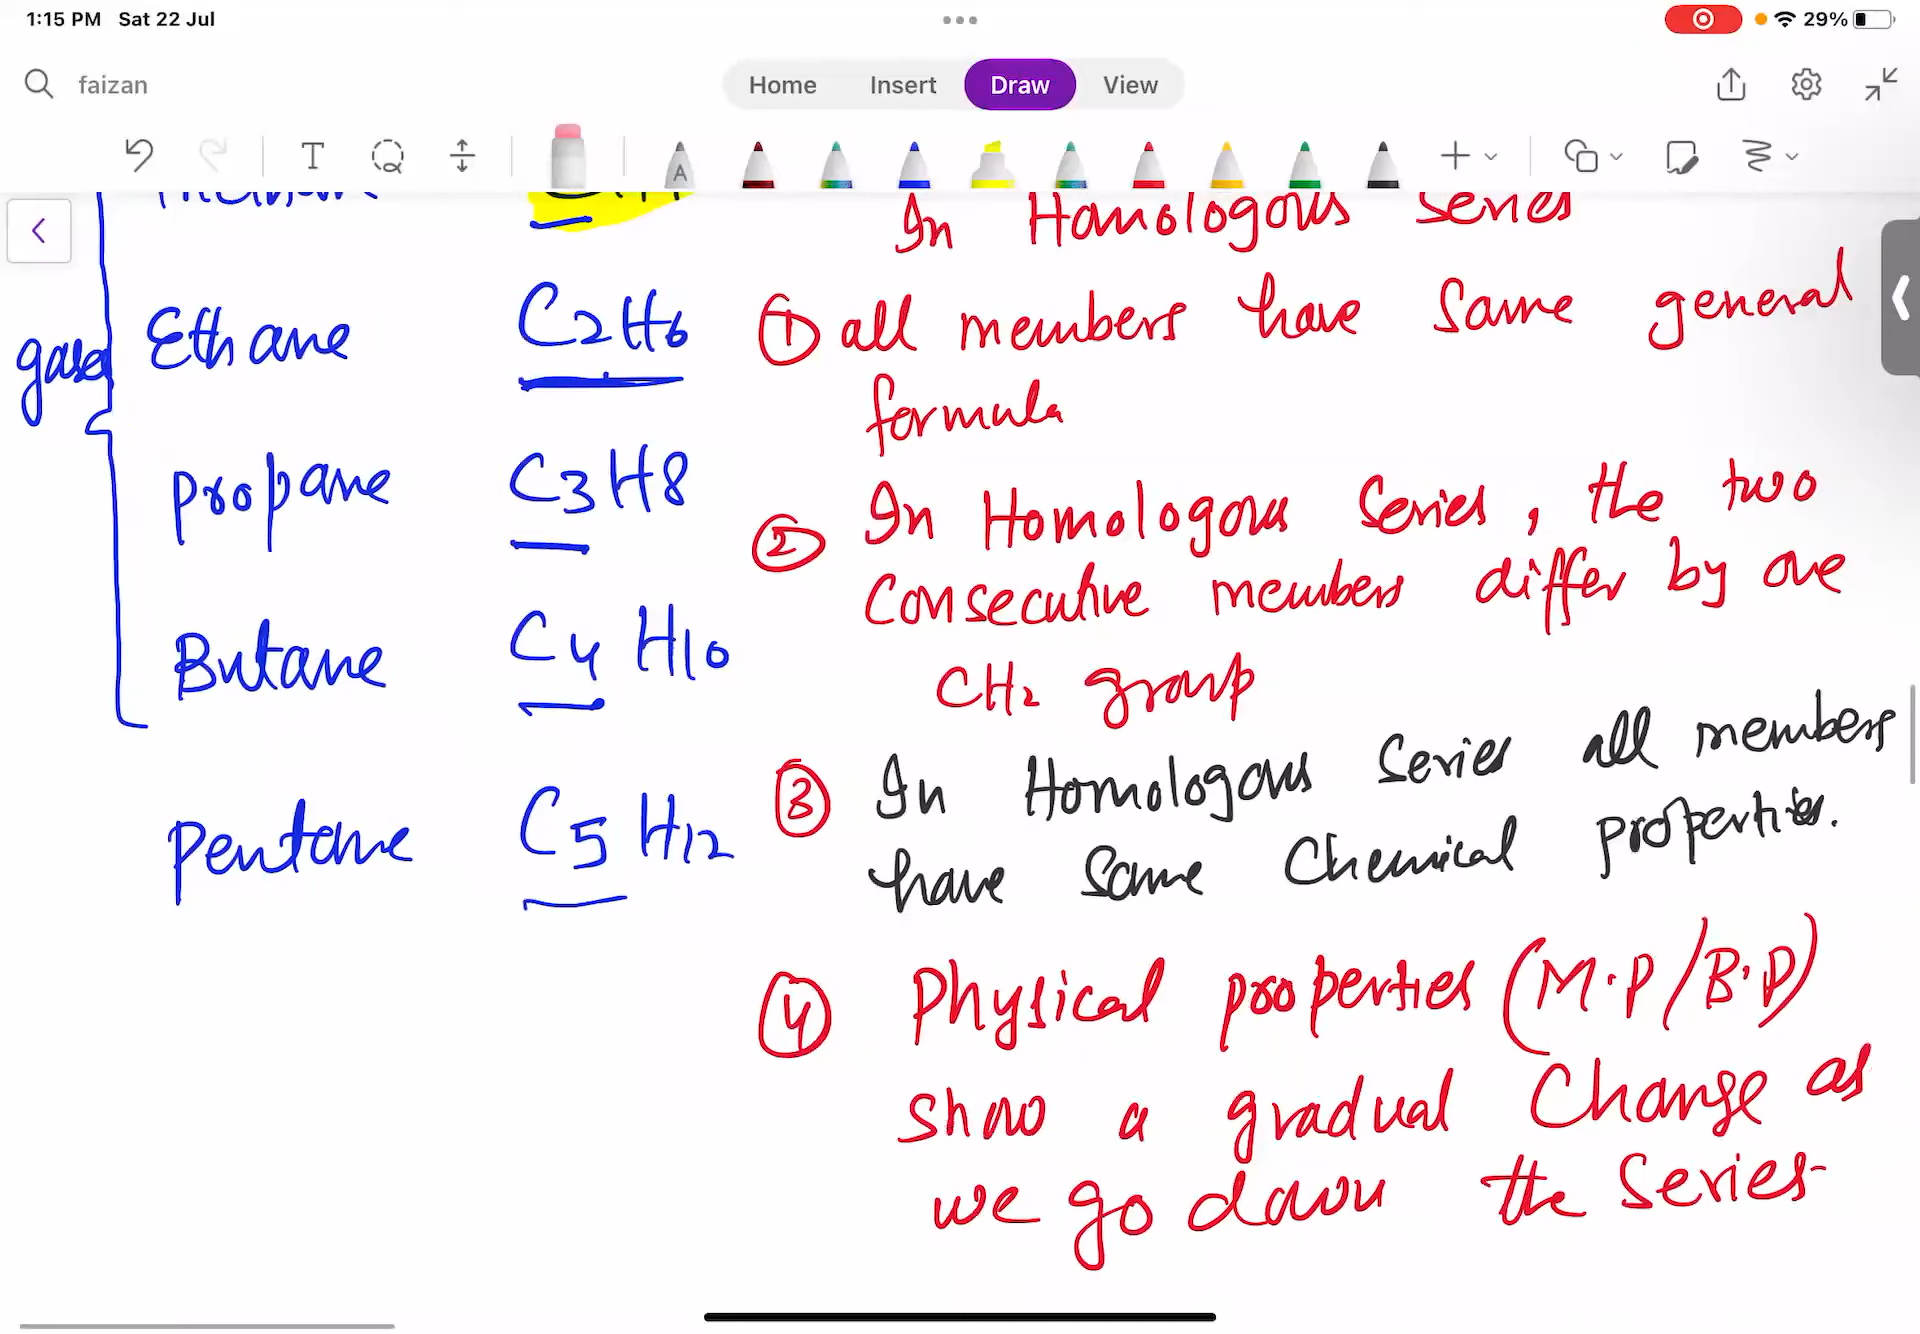 1:15 PM Sat 22 Jul
29%
faizan
Home Insert Draw View
T
A
In Homologous Series
gases
Ethane C2H6
① all members have same general
formula
Propane C3H8
② In Homologous Series, the two
consecutive members differ by one
CH2 group
Butane C4H10
③ In Homologous Series all members
have same chemical properties.
Pentane C5H12
④ Physical properties (M.P/B.P)
show a gradual change as
we go down the series